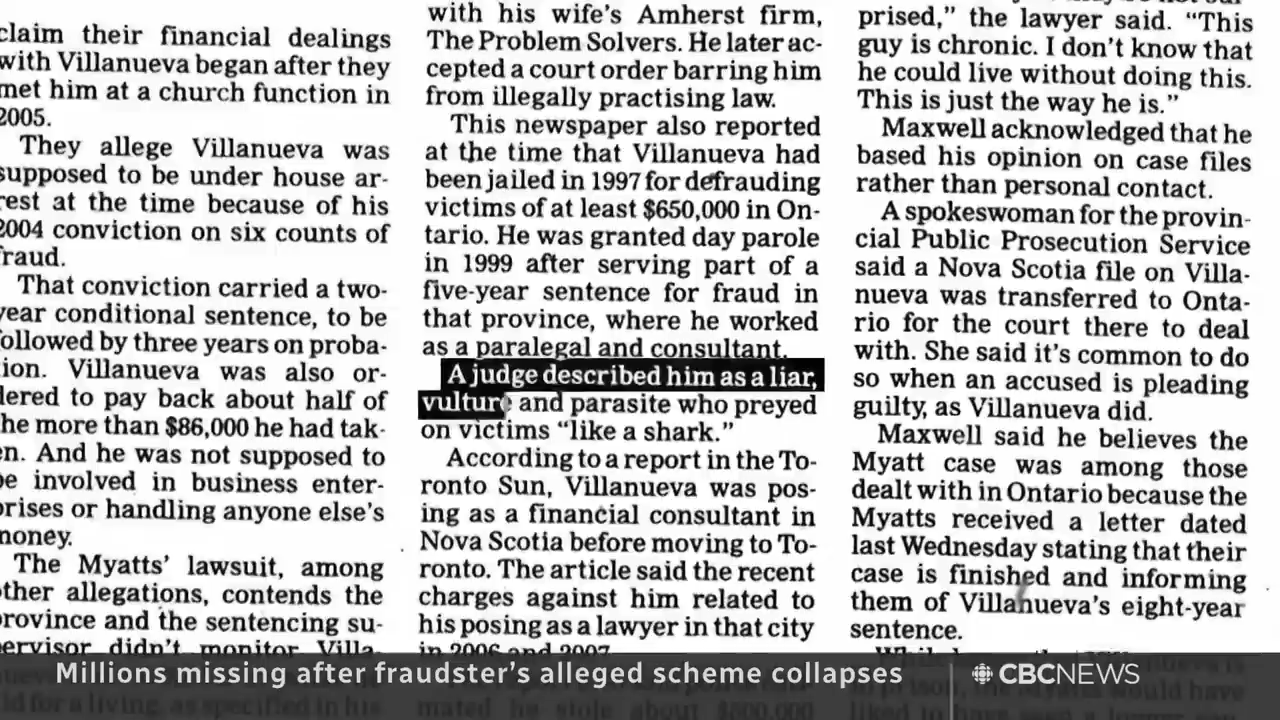 claim their financial dealings
with Villanueva began after they
met him at a church function in
2005.
They allege Villanueva was
supposed to be under house ar-
rest at the time because of his
2004 conviction on six counts of
fraud.
That conviction carried a two-
year conditional sentence, to be
followed by three years on proba-
tion. Villanueva was also or-
dered to pay back about half of
the more than $86,000 he had tak-
en. And he was not supposed to
be involved in business enter-
prises or handling anyone else's
money.
The Myatts' lawsuit, among
other allegations, contends the
province and the sentencing su-
pervisor didn't monitor Villa-
with his wife's Amherst firm,
The Problem Solvers. He later ac-
cepted a court order barring him
from illegally practising law.
This newspaper also reported
at the time that Villanueva had
been jailed in 1997 for defrauding
victims of at least $650,000 in On-
tario. He was granted day parole
in 1999 after serving part of a
five-year sentence for fraud in
that province, where he worked
as a paralegal and consultant.
A judge described him as a liar,
vulture and parasite who preyed
on victims "like a shark."
According to a report in the To-
ronto Sun, Villanueva was pos-
ing as a financial consultant in
Nova Scotia before moving to To-
ronto. The article said the recent
charges against him related to
his posing as a lawyer in that city
in 2006 and 2007.
prised," the lawyer said. "This
guy is chronic. I don't know that
he could live without doing this.
This is just the way he is."
Maxwell acknowledged that he
based his opinion on case files
rather than personal contact.
A spokeswoman for the provin-
cial Public Prosecution Service
said a Nova Scotia file on Villa-
nueva was transferred to Onta-
rio for the court there to deal
with. She said it's common to do
so when an accused is pleading
guilty, as Villanueva did.
Maxwell said he believes the
Myatt case was among those
dealt with in Ontario because the
Myatts received a letter dated
last Wednesday stating that their
case is finished and informing
them of Villanueva's eight-year
sentence.
Millions missing after fraudster's alleged scheme collapses
CBCNEWS